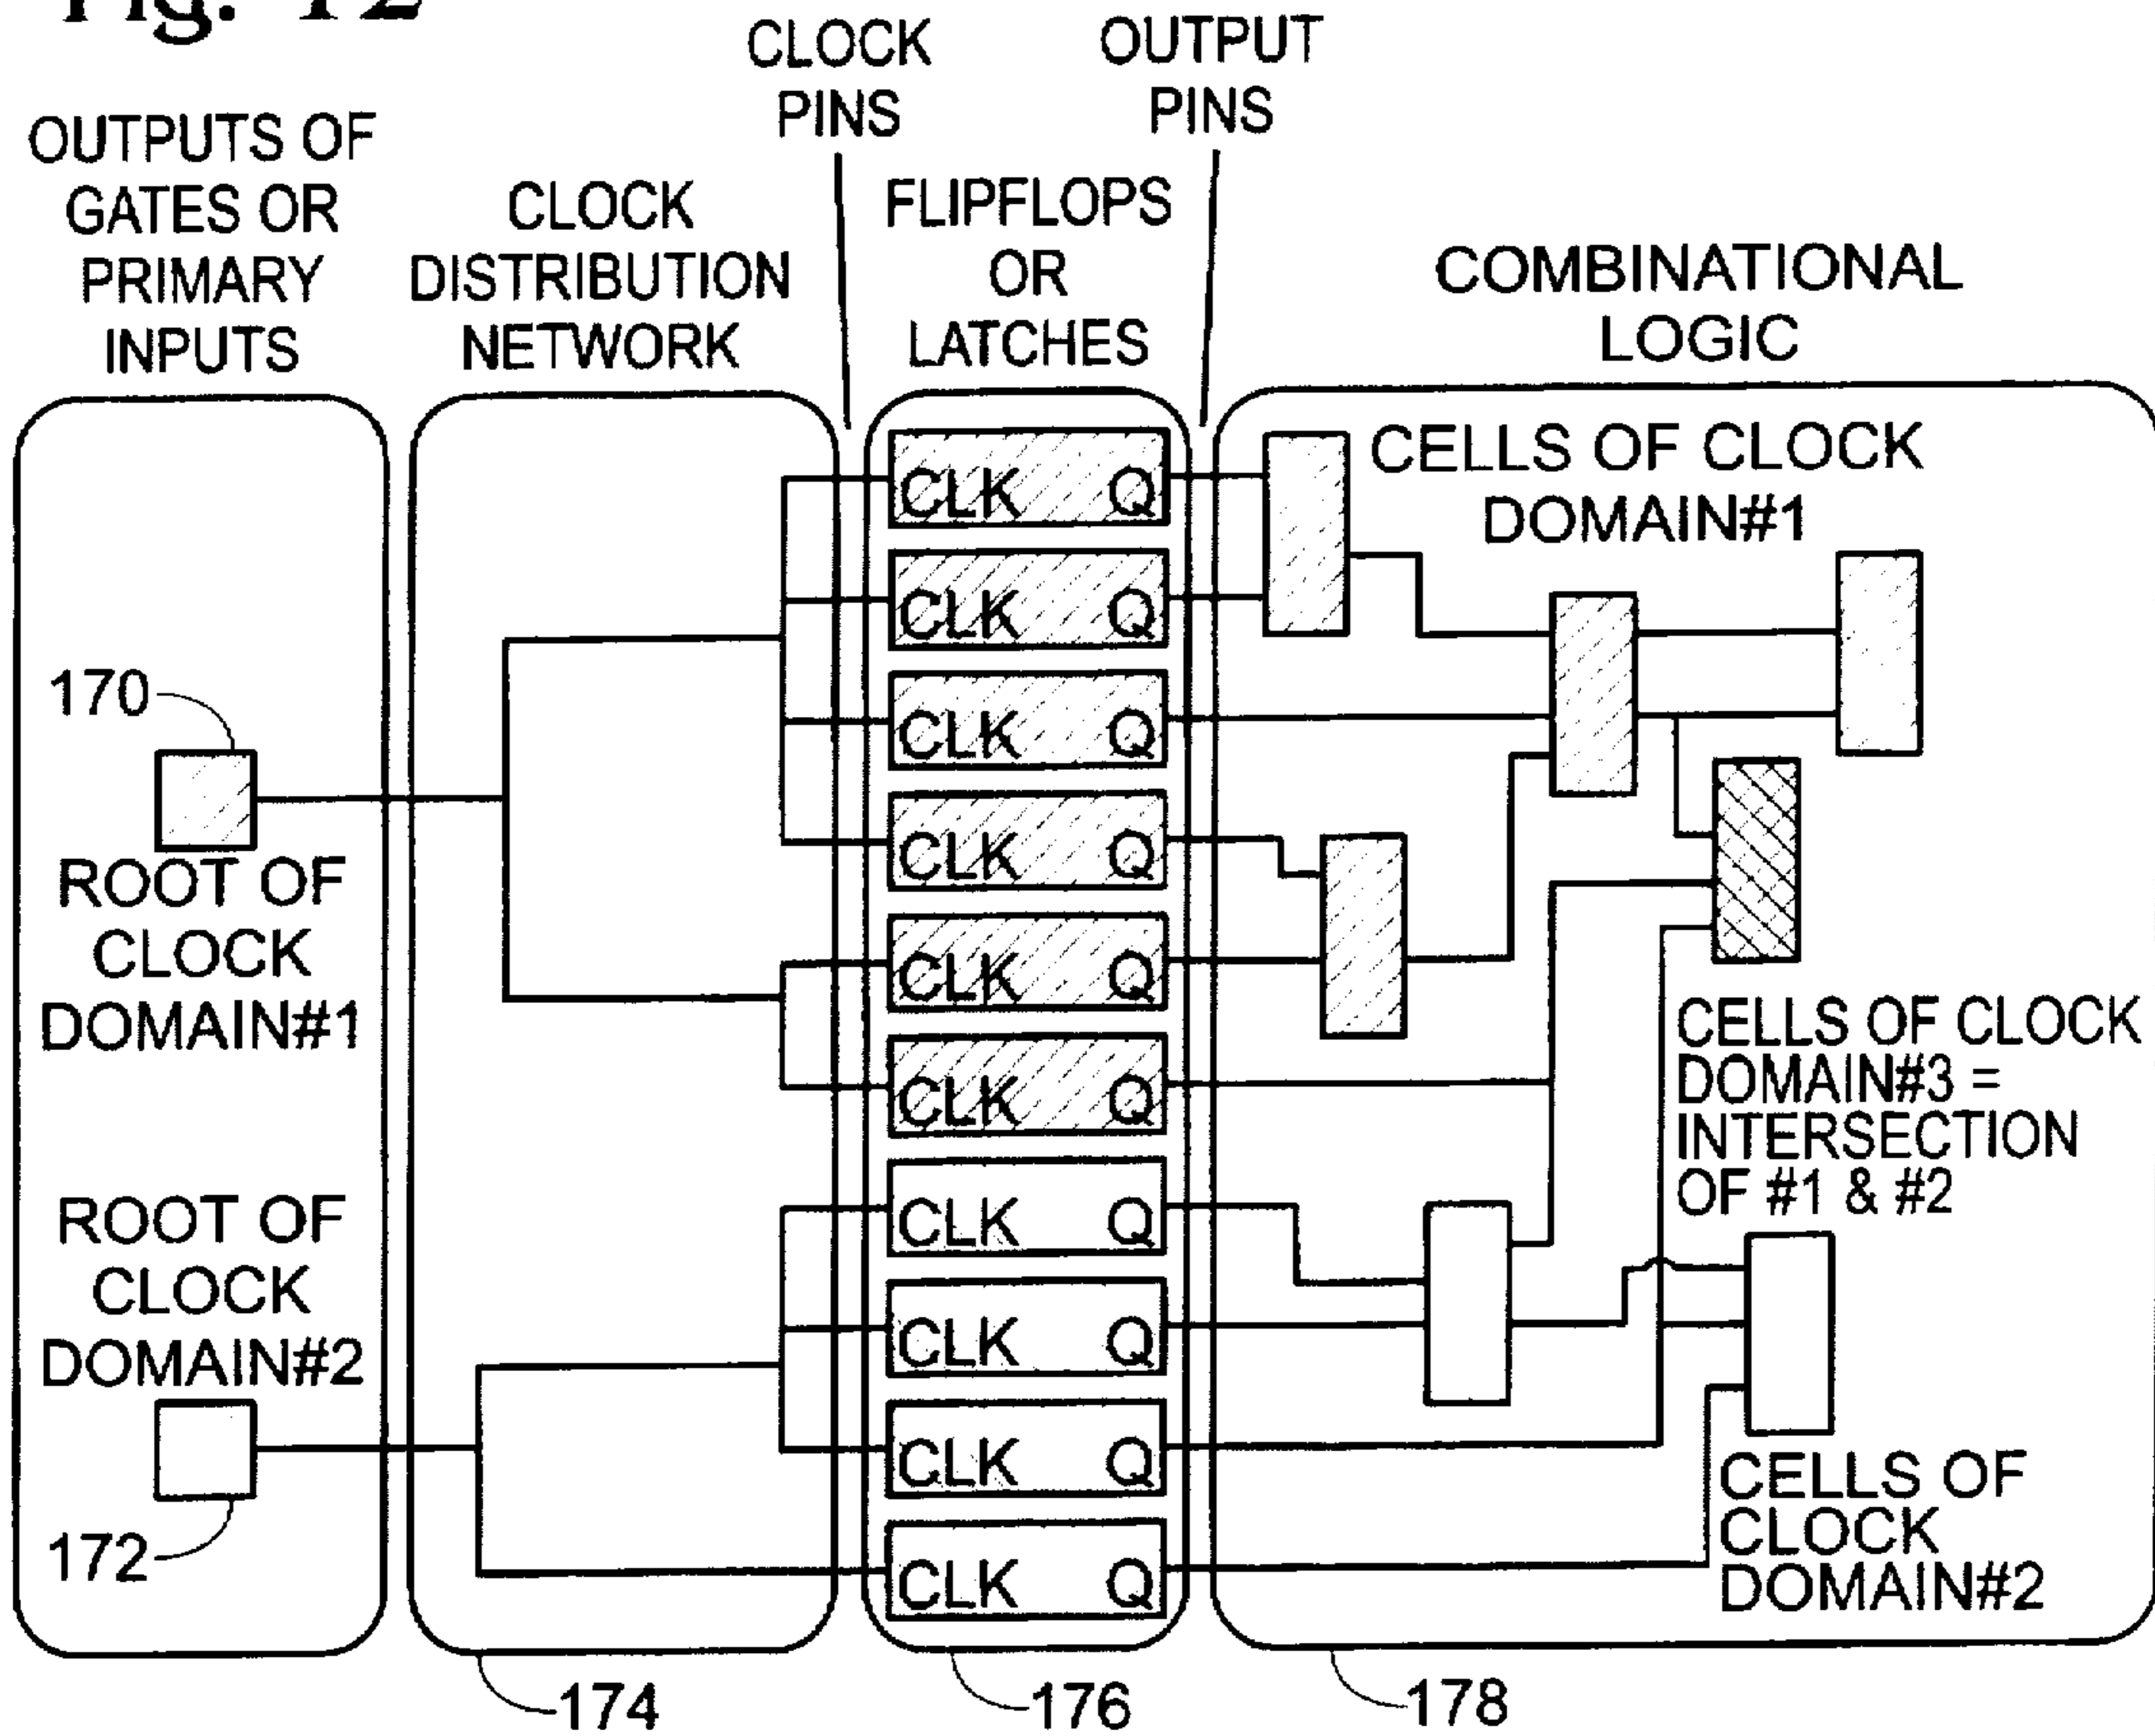 Fig. 12
CLOCK
PINS
OUTPUT
PINS
OUTPUTS OF
GATES OR
PRIMARY
INPUTS
CLOCK
DISTRIBUTION
NETWORK
FLIPFLOPS
OR
LATCHES
COMBINATIONAL
LOGIC
170
ROOT OF
CLOCK
DOMAIN#1
ROOT OF
CLOCK
DOMAIN#2
172
CLK Q
CLK Q
CLK Q
CLK Q
CLK Q
CLK Q
CLK Q
CLK Q
CLK Q
CLK Q
CELLS OF CLOCK
DOMAIN#1
CELLS OF CLOCK
DOMAIN#3 =
INTERSECTION
OF #1 & #2
CELLS OF
CLOCK
DOMAIN#2
174
176
178